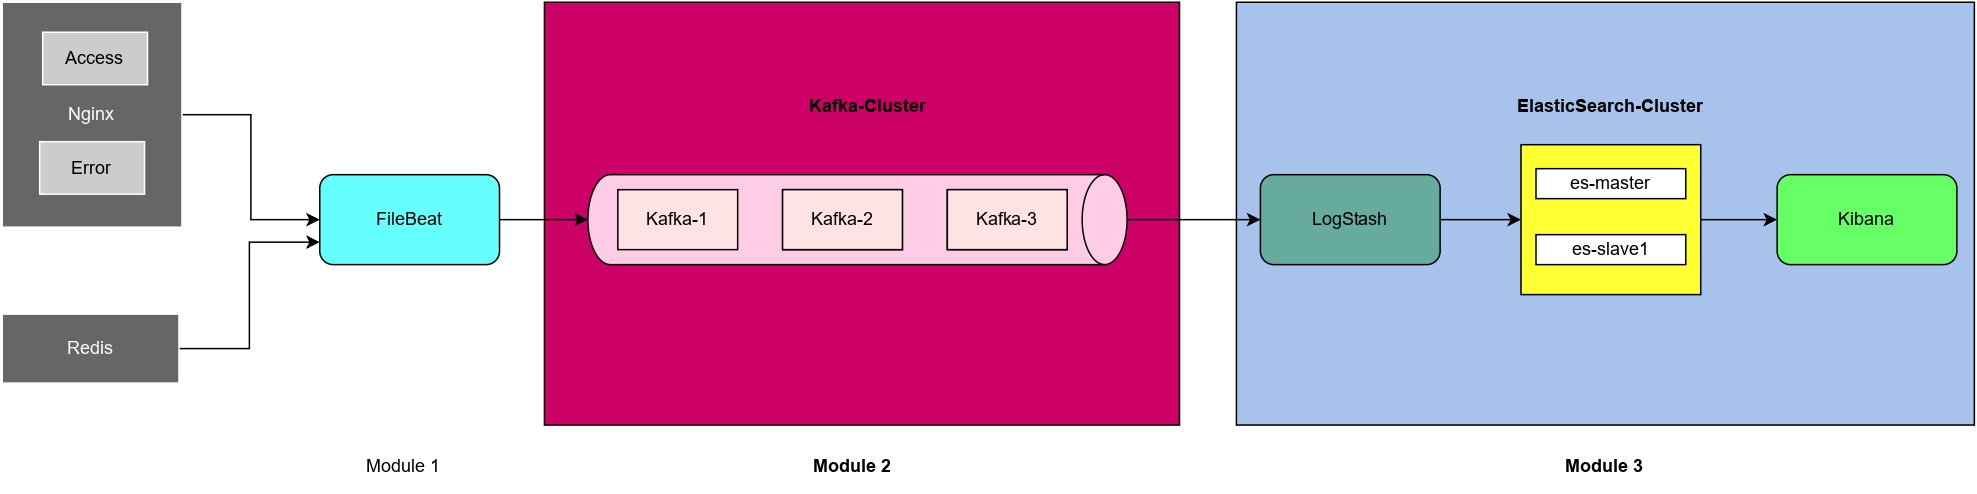 Access
Nginx
Error
Redis
FileBeat
Module 1
Kafka-Cluster
Kafka-1
Kafka-2
Kafka-3
Module 2
ElasticSearch-Cluster
LogStash
es-master
es-slave1
Kibana
Module 3